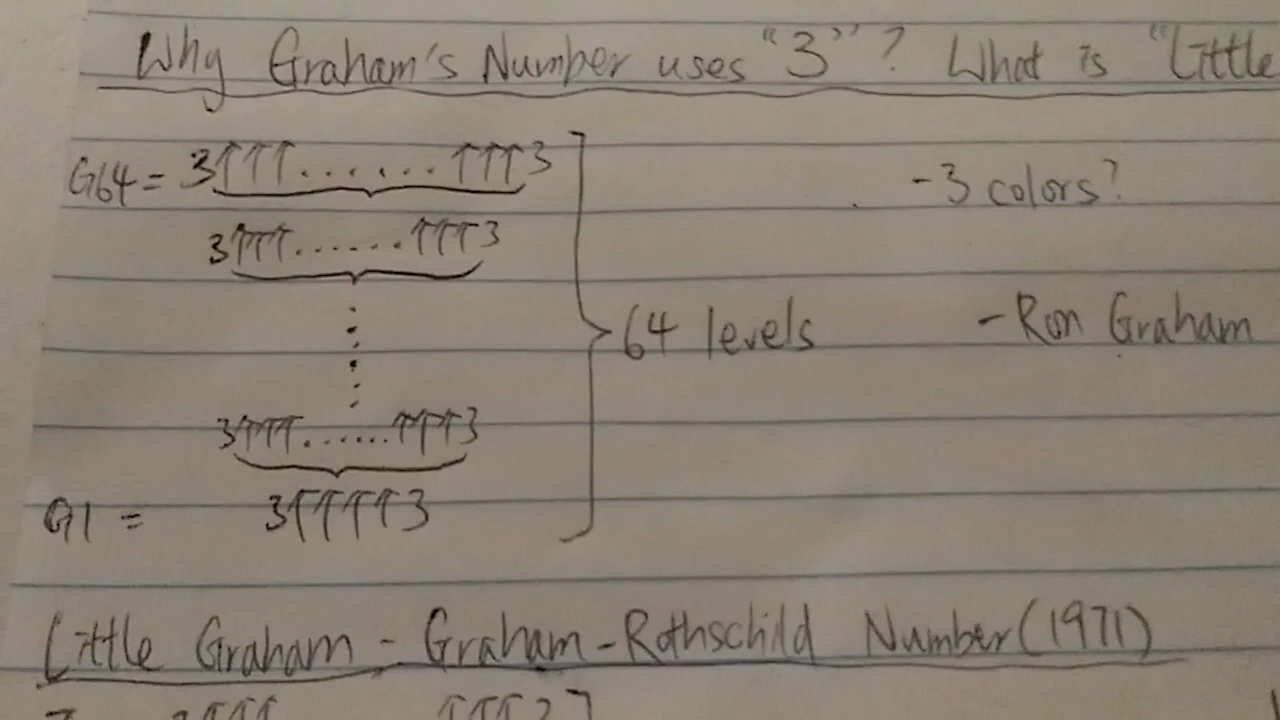 Why Graham's Number uses "3"? What is "Little
G64 = 3↑↑↑.......↑↑↑3
- 3 colors?
3↑↑↑......↑↑↑3
64 levels
- Ron Graham
3↑↑↑......↑↑↑3
G1 = 3↑↑↑↑3
Little Graham - Graham-Rothschild Number (1971)